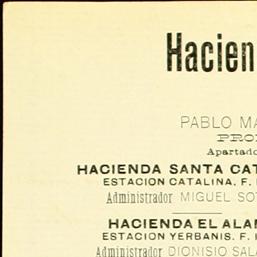 Hacien
PABLO MA
PRO
Apartado
HACIENDA SANTA CAT
ESTACION CATALINA. F.
Administrador MIGUEL SOT
HACIENDA EL ALAM
ESTACION YERBANIS. F.
Administrador DIONISIO SALA